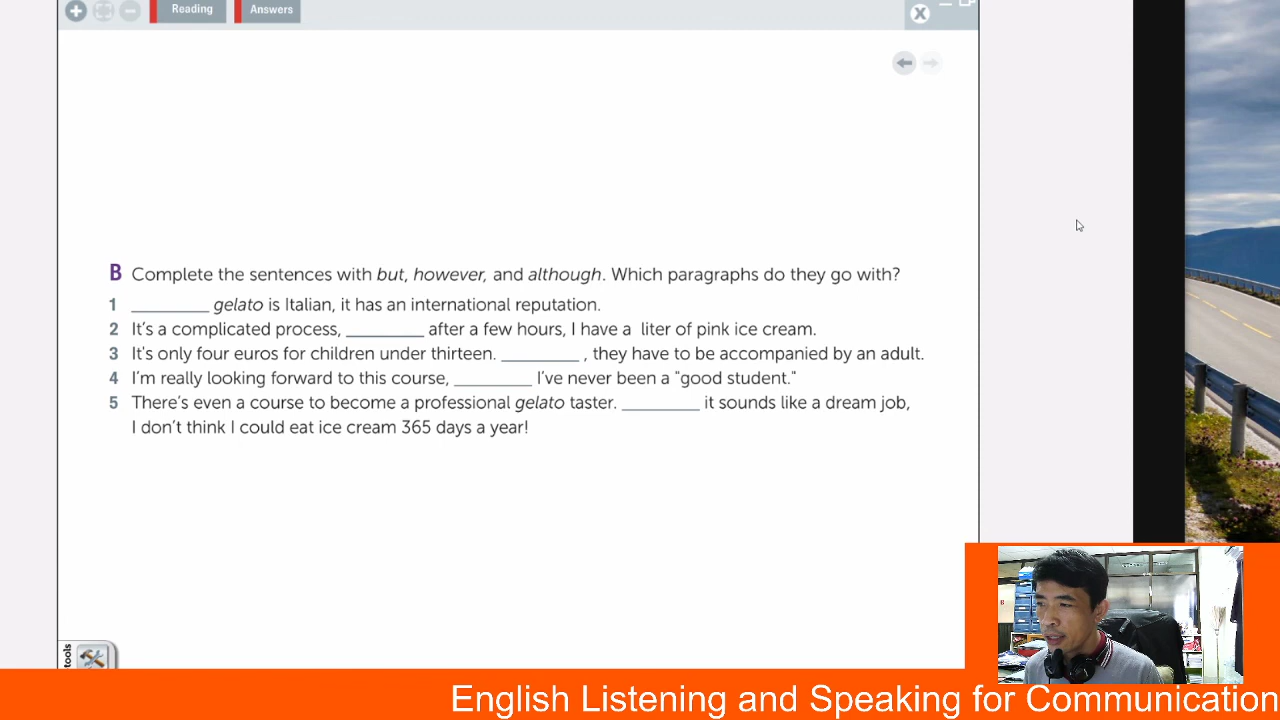 Reading Answers
B Complete the sentences with but, however, and although. Which paragraphs do they go with?
1 _________ gelato is Italian, it has an international reputation.
2 It's a complicated process, _________ after a few hours, I have a liter of pink ice cream.
3 It's only four euros for children under thirteen. _________ , they have to be accompanied by an adult.
4 I'm really looking forward to this course, _________ I've never been a "good student."
5 There's even a course to become a professional gelato taster. _________ it sounds like a dream job,
I don't think I could eat ice cream 365 days a year!
tools
English Listening and Speaking for Communication